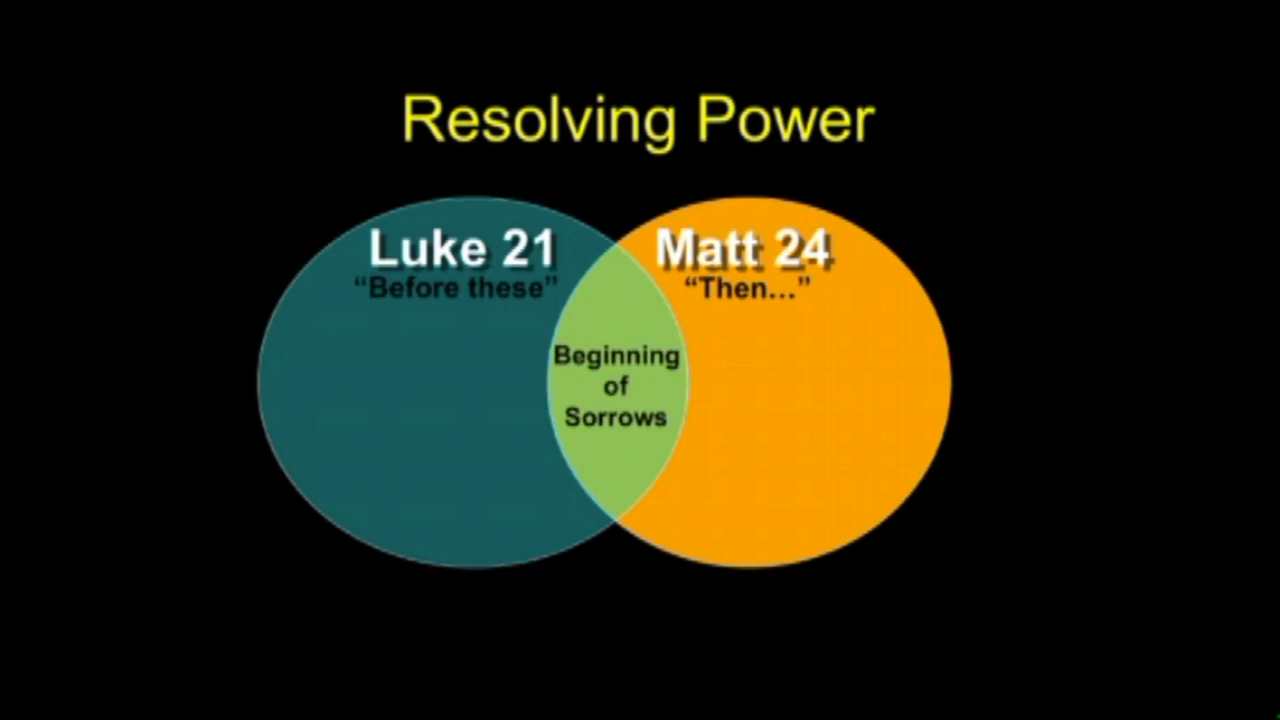 Resolving Power
Luke 21
“Before these”
Matt 24
“Then...”
Beginning
of
Sorrows